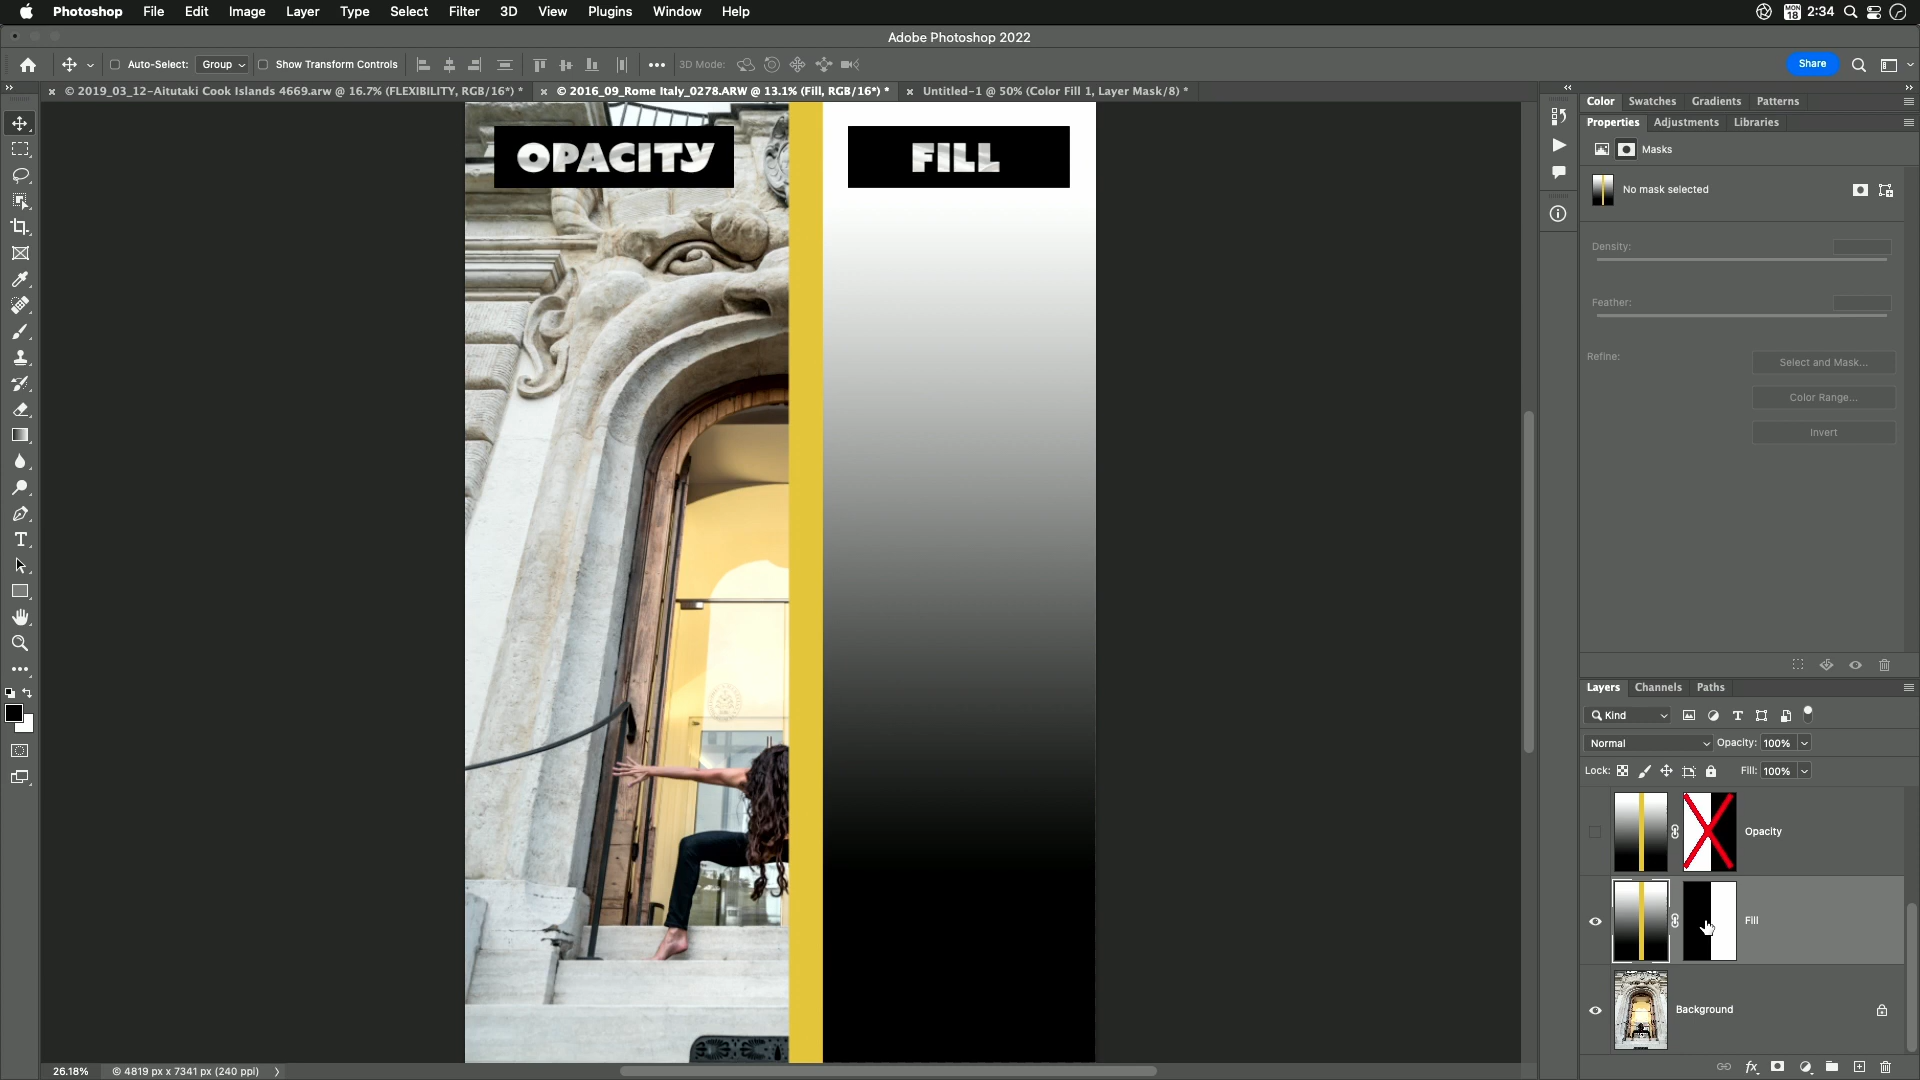 Photoshop File Edit Image Layer Type Select Filter 3D View Plugins Window Help MON 18 2:34
Adobe Photoshop 2022
Auto-Select: Group Show Transform Controls 3D Mode: Share
© 2019_03_12-Aitutaki Cook Islands 4669.arw @ 16.7% (FLEXIBILITY, RGB/16*) *
© 2016_09_Rome Italy_0278.ARW @ 13.1% (Fill, RGB/16*) *
Untitled-1 @ 50% (Color Fill 1, Layer Mask/8) *
Color Swatches Gradients Patterns
Properties Adjustments Libraries
Masks
No mask selected
Density:
Feather:
Refine:
Select and Mask...
Color Range...
Invert
OPACITY
FILL
Layers Channels Paths
Kind
Normal Opacity: 100%
Lock: Fill: 100%
Opacity
Fill
Background
26.18% © 4819 px x 7341 px (240 ppi)